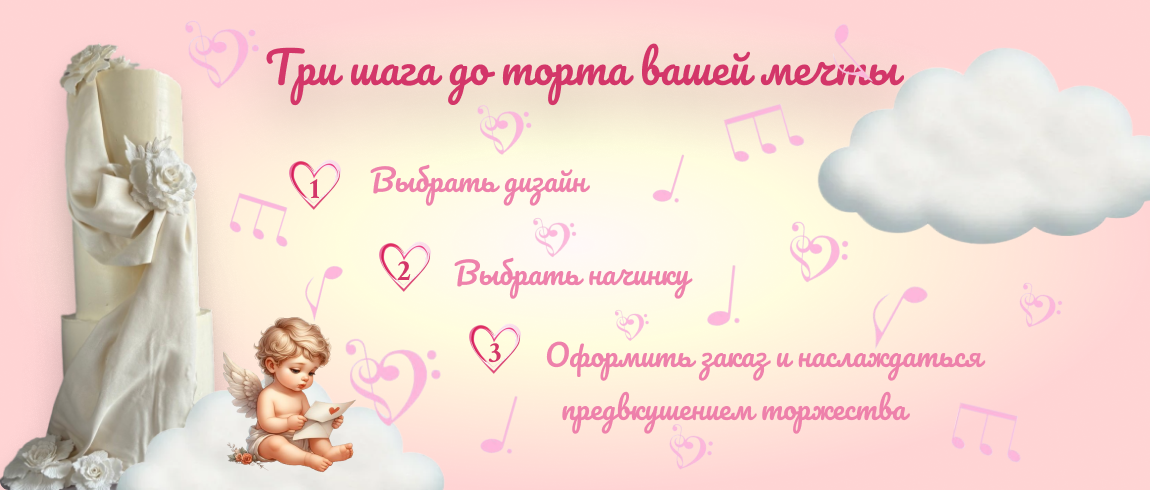 Три шага до торта вашей мечты
1 Выбрать дизайн
2 Выбрать начинку
3 Оформить заказ и наслаждаться
предвкушением торжества